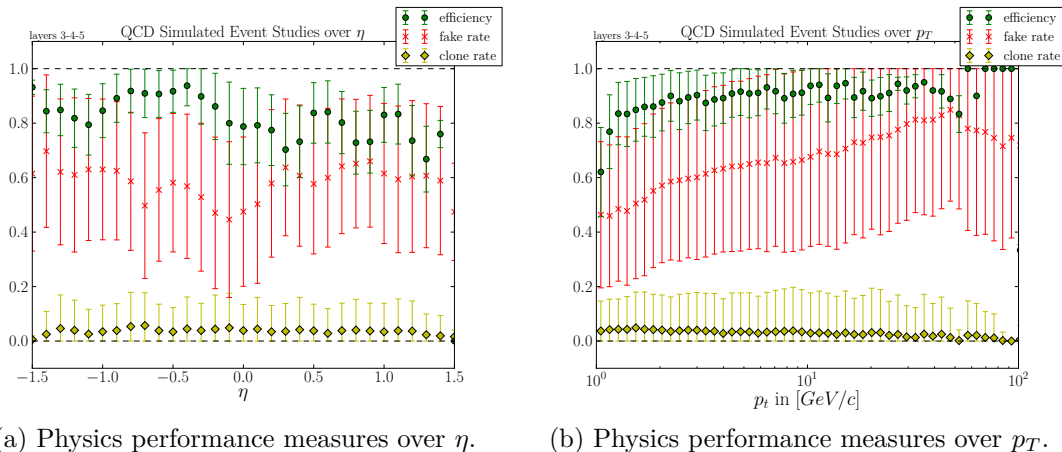 layers 3-4-5
QCD Simulated Event Studies over η
efficiency
fake rate
clone rate
1.0
0.8
0.6
0.4
0.2
0.0
−1.5
−1.0
−0.5
0.0
0.5
1.0
1.5
η
layers 3-4-5
QCD Simulated Event Studies over p_T
efficiency
fake rate
clone rate
1.0
0.8
0.6
0.4
0.2
0.0
10^0
10^1
10^2
p_t in [GeV/c]
a) Physics performance measures over η.
(b) Physics performance measures over p_T.